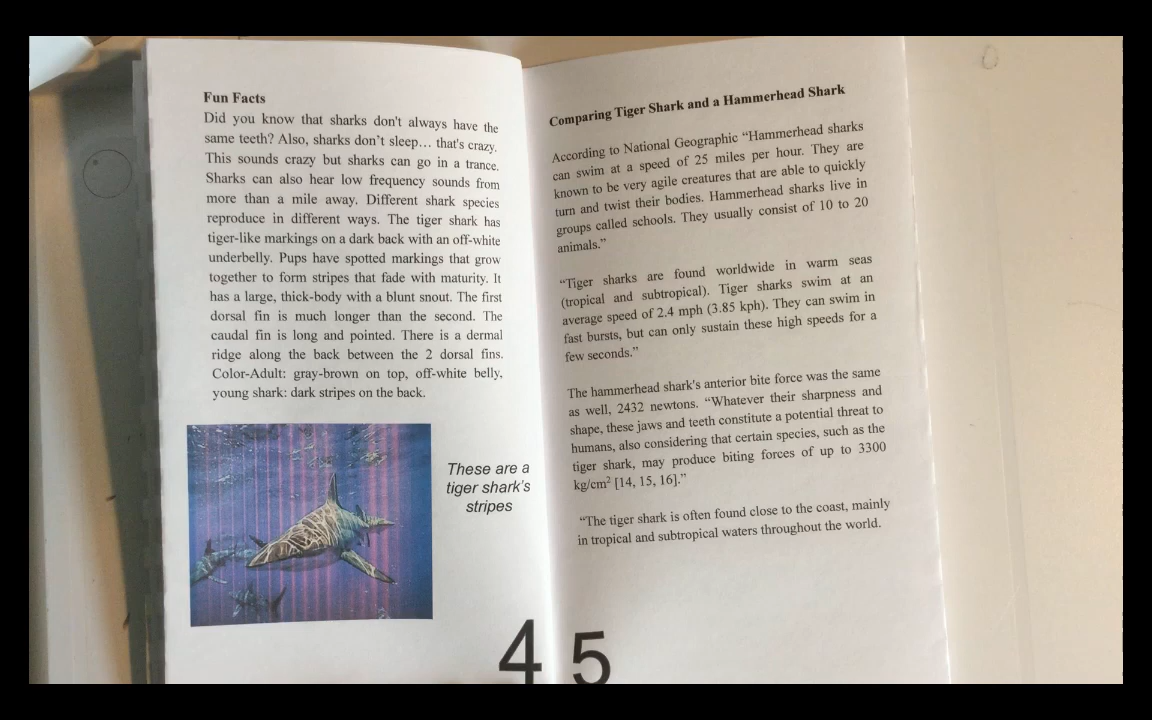 Fun Facts
Did you know that sharks don't always have the
same teeth? Also, sharks don't sleep... that's crazy.
This sounds crazy but sharks can go in a trance.
Sharks can also hear low frequency sounds from
more than a mile away. Different shark species
reproduce in different ways. The tiger shark has
tiger-like markings on a dark back with an off-white
underbelly. Pups have spotted markings that grow
together to form stripes that fade with maturity. It
has a large, thick-body with a blunt snout. The first
dorsal fin is much longer than the second. The
caudal fin is long and pointed. There is a dermal
ridge along the back between the 2 dorsal fins.
Color-Adult: gray-brown on top, off-white belly,
young shark: dark stripes on the back.
These are a
tiger shark's
stripes
4
Comparing Tiger Shark and a Hammerhead Shark
According to National Geographic “Hammerhead sharks
can swim at a speed of 25 miles per hour. They are
known to be very agile creatures that are able to quickly
turn and twist their bodies. Hammerhead sharks live in
groups called schools. They usually consist of 10 to 20
animals.”
“Tiger sharks are found worldwide in warm seas
(tropical and subtropical). Tiger sharks swim at an
average speed of 2.4 mph (3.85 kph). They can swim in
fast bursts, but can only sustain these high speeds for a
few seconds.”
The hammerhead shark's anterior bite force was the same
as well, 2432 newtons. “Whatever their sharpness and
shape, these jaws and teeth constitute a potential threat to
humans, also considering that certain species, such as the
tiger shark, may produce biting forces of up to 3300
kg/cm² [14, 15, 16].”
“The tiger shark is often found close to the coast, mainly
in tropical and subtropical waters throughout the world.
5